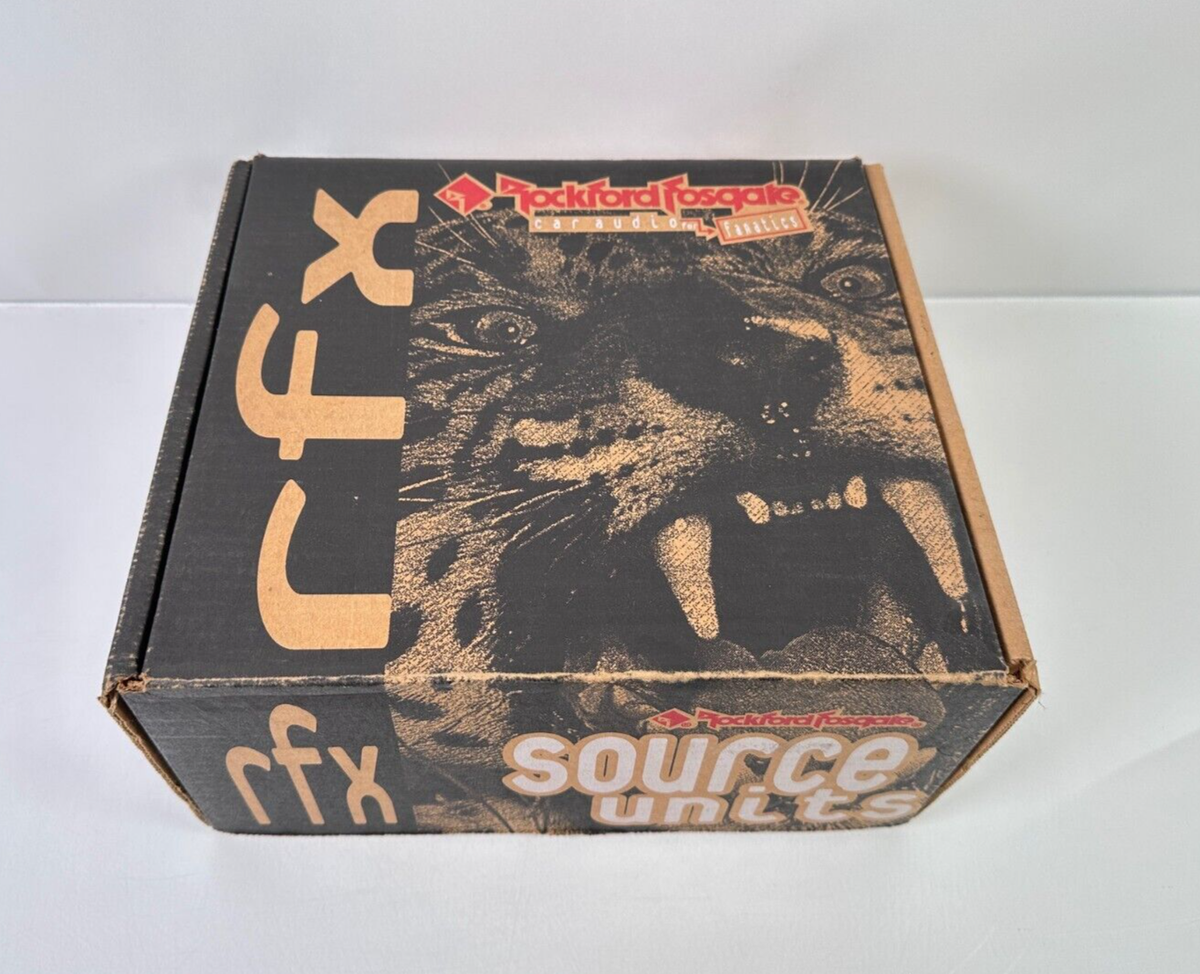 Rockford Fosgate
car audio for fanatics
rfx
Rockford Fosgate
rfx
source
units